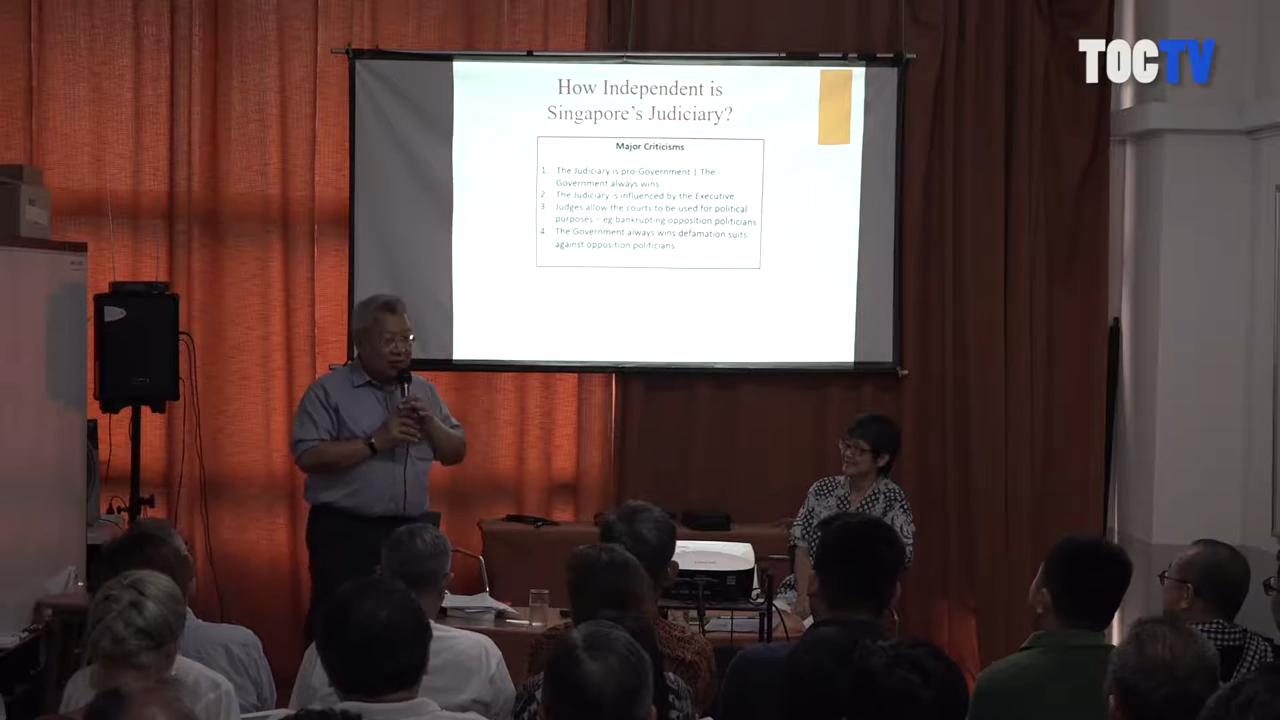 TOCTV
How Independent is
Singapore's Judiciary?
Major Criticisms
1. The Judiciary is pro-Government | The
Government always wins
2. The Judiciary is influenced by the Executive
3. Judges allow the courts to be used for political
purposes – eg bankrupting opposition politicians
4. The Government always wins defamation suits
against opposition politicians